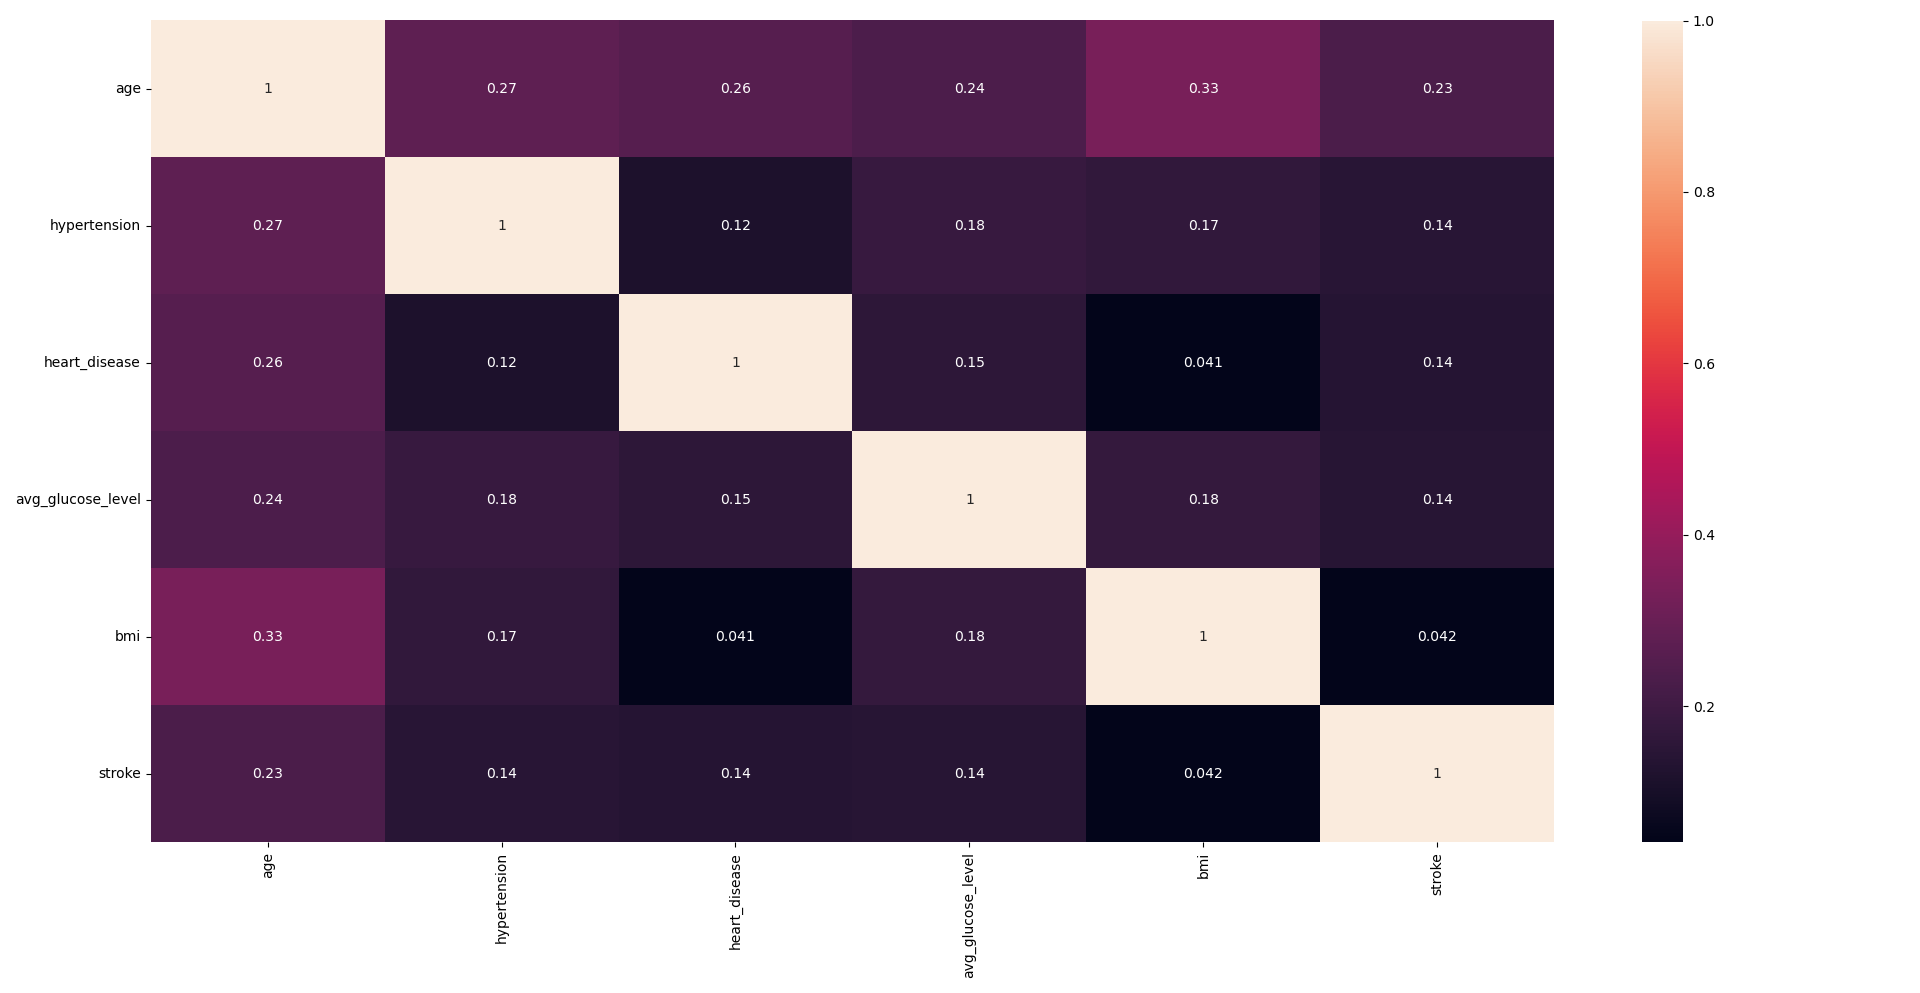 age 1 0.27 0.26 0.24 0.33 0.23
hypertension 0.27 1 0.12 0.18 0.17 0.14
heart_disease 0.26 0.12 1 0.15 0.041 0.14
avg_glucose_level 0.24 0.18 0.15 1 0.18 0.14
bmi 0.33 0.17 0.041 0.18 1 0.042
stroke 0.23 0.14 0.14 0.14 0.042 1
age hypertension heart_disease avg_glucose_level bmi stroke
1.0
0.8
0.6
0.4
0.2